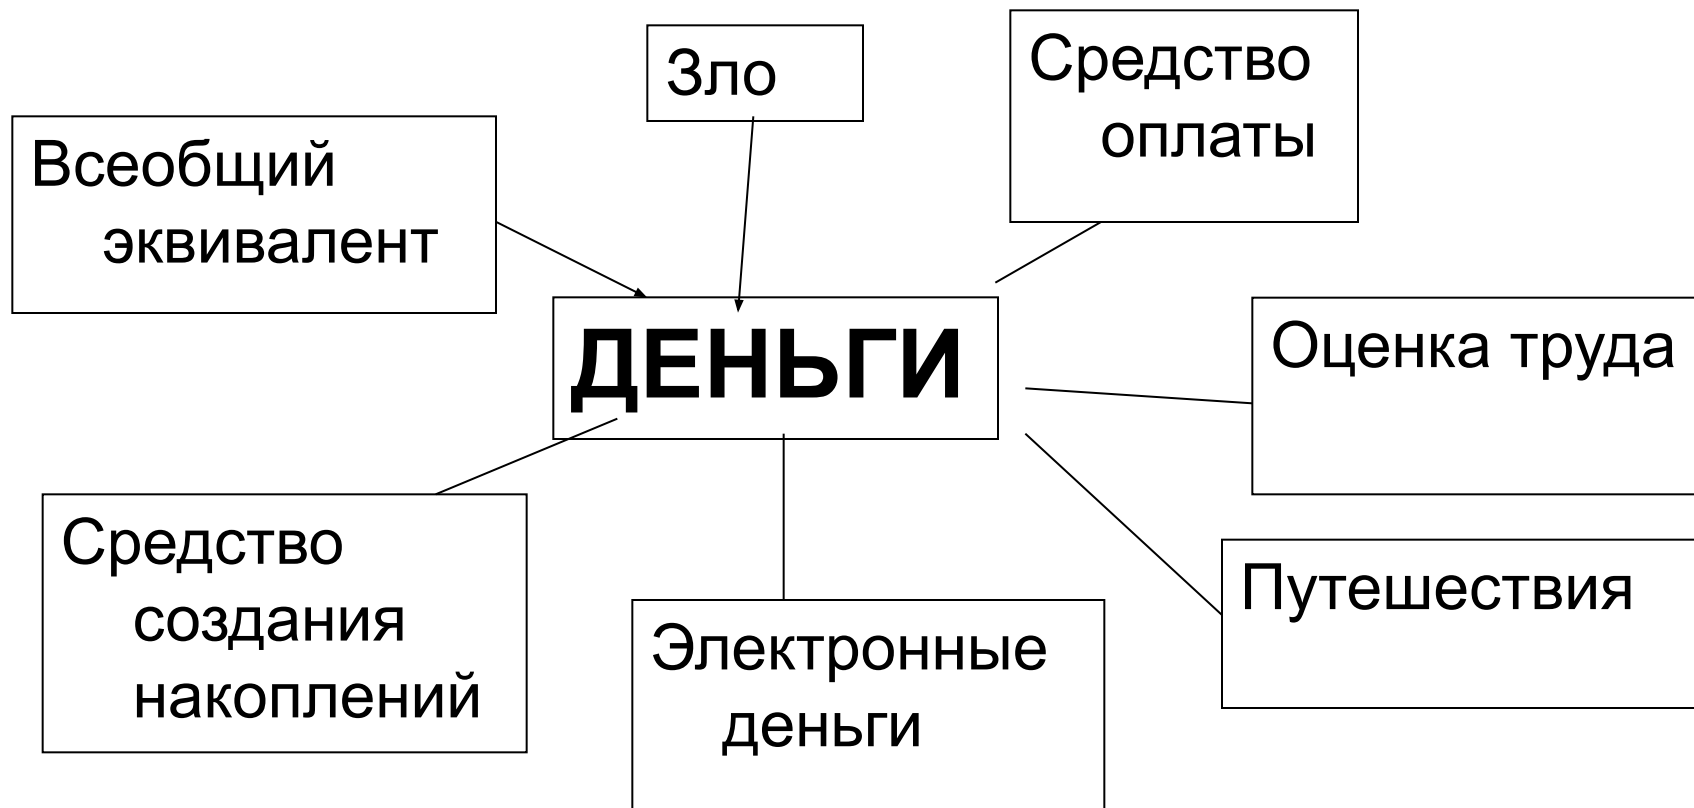 Зло
Средство
оплаты
Всеобщий
эквивалент
ДЕНЬГИ
Оценка труда
Средство
создания
накоплений
Электронные
деньги
Путешествия